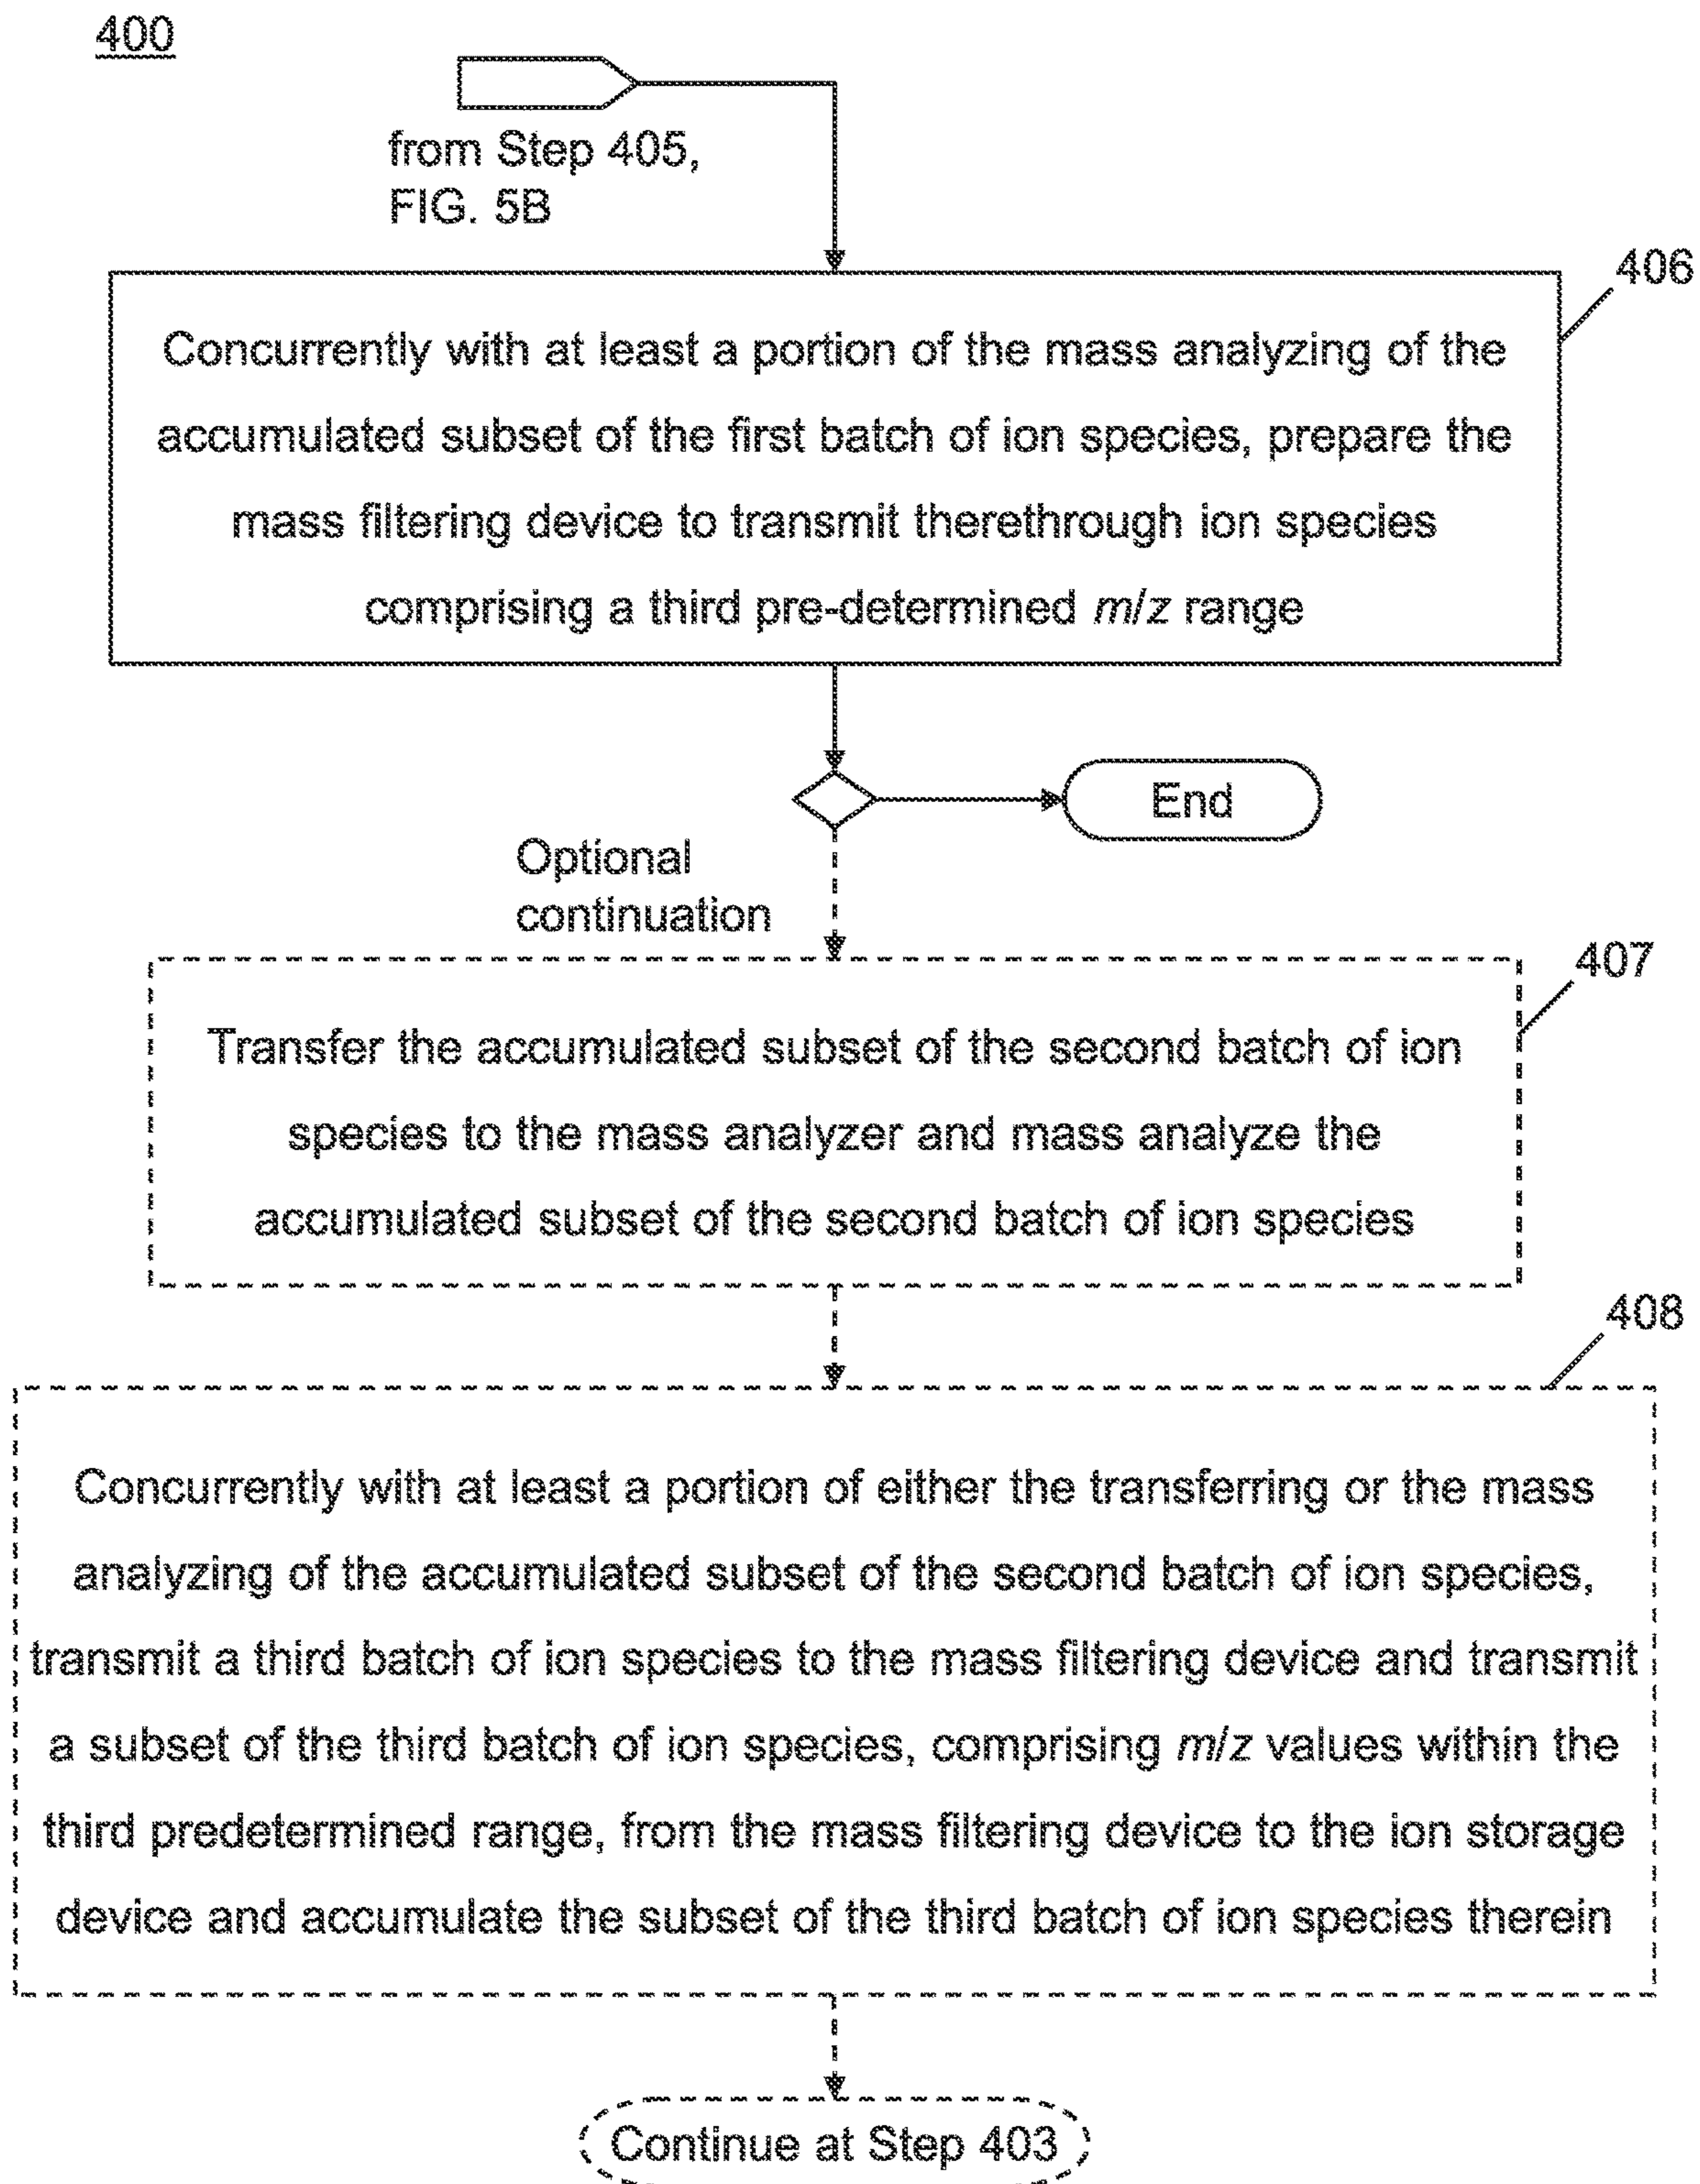 400
from Step 405,
FIG. 5B
406
Concurrently with at least a portion of the mass analyzing of the
accumulated subset of the first batch of ion species, prepare the
mass filtering device to transmit therethrough ion species
comprising a third pre-determined m/z range
End
Optional
continuation
407
Transfer the accumulated subset of the second batch of ion
species to the mass analyzer and mass analyze the
accumulated subset of the second batch of ion species
408
Concurrently with at least a portion of either the transferring or the mass
analyzing of the accumulated subset of the second batch of ion species,
transmit a third batch of ion species to the mass filtering device and transmit
a subset of the third batch of ion species, comprising m/z values within the
third predetermined range, from the mass filtering device to the ion storage
device and accumulate the subset of the third batch of ion species therein
Continue at Step 403